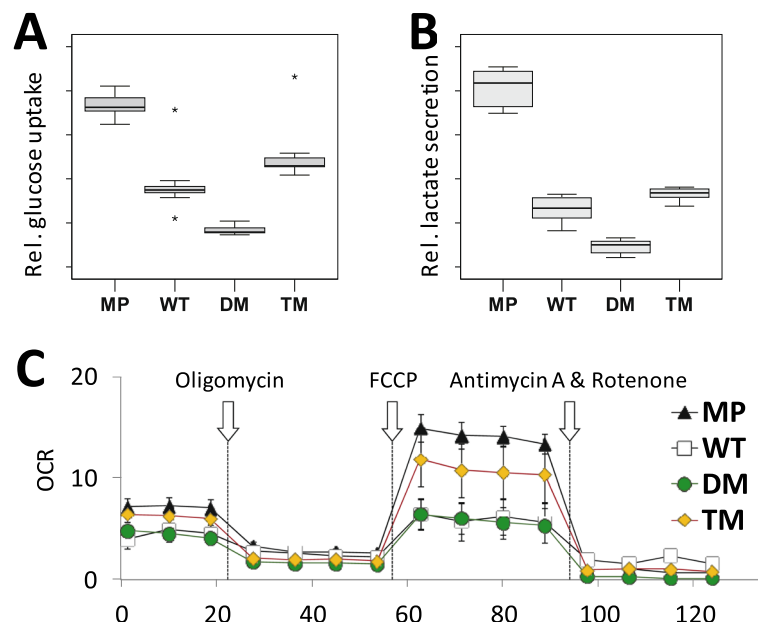 A
B
Rel. glucose uptake
*
*
*
MP WT DM TM
Rel. lactate secretion
MP WT DM TM
C
20
10
0
OCR
Oligomycin
FCCP
Antimycin A & Rotenone
MP
WT
DM
TM
0 20 40 60 80 100 120